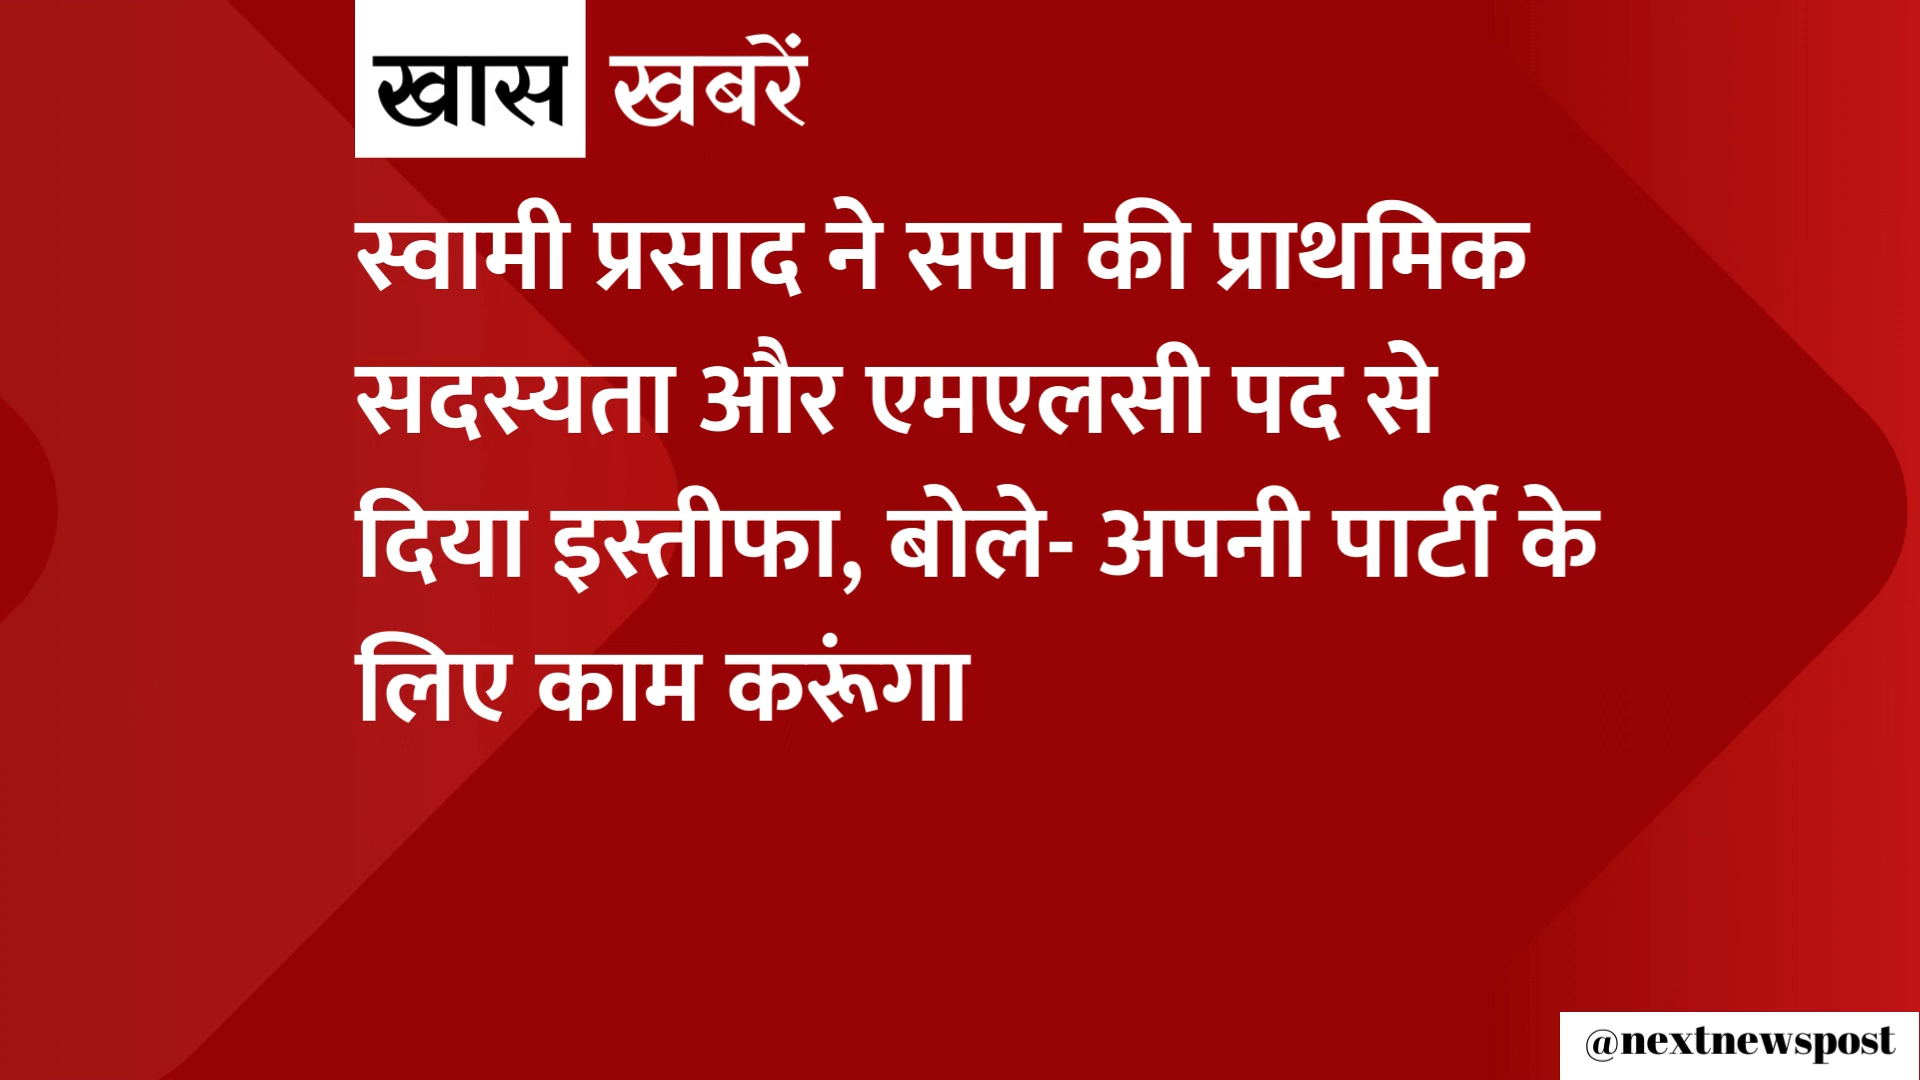 खास खबरें
स्वामी प्रसाद ने सपा की प्राथमिक
सदस्यता और एमएलसी पद से
दिया इस्तीफा, बोले- अपनी पार्टी के
लिए काम करूंगा
@nextnewspost